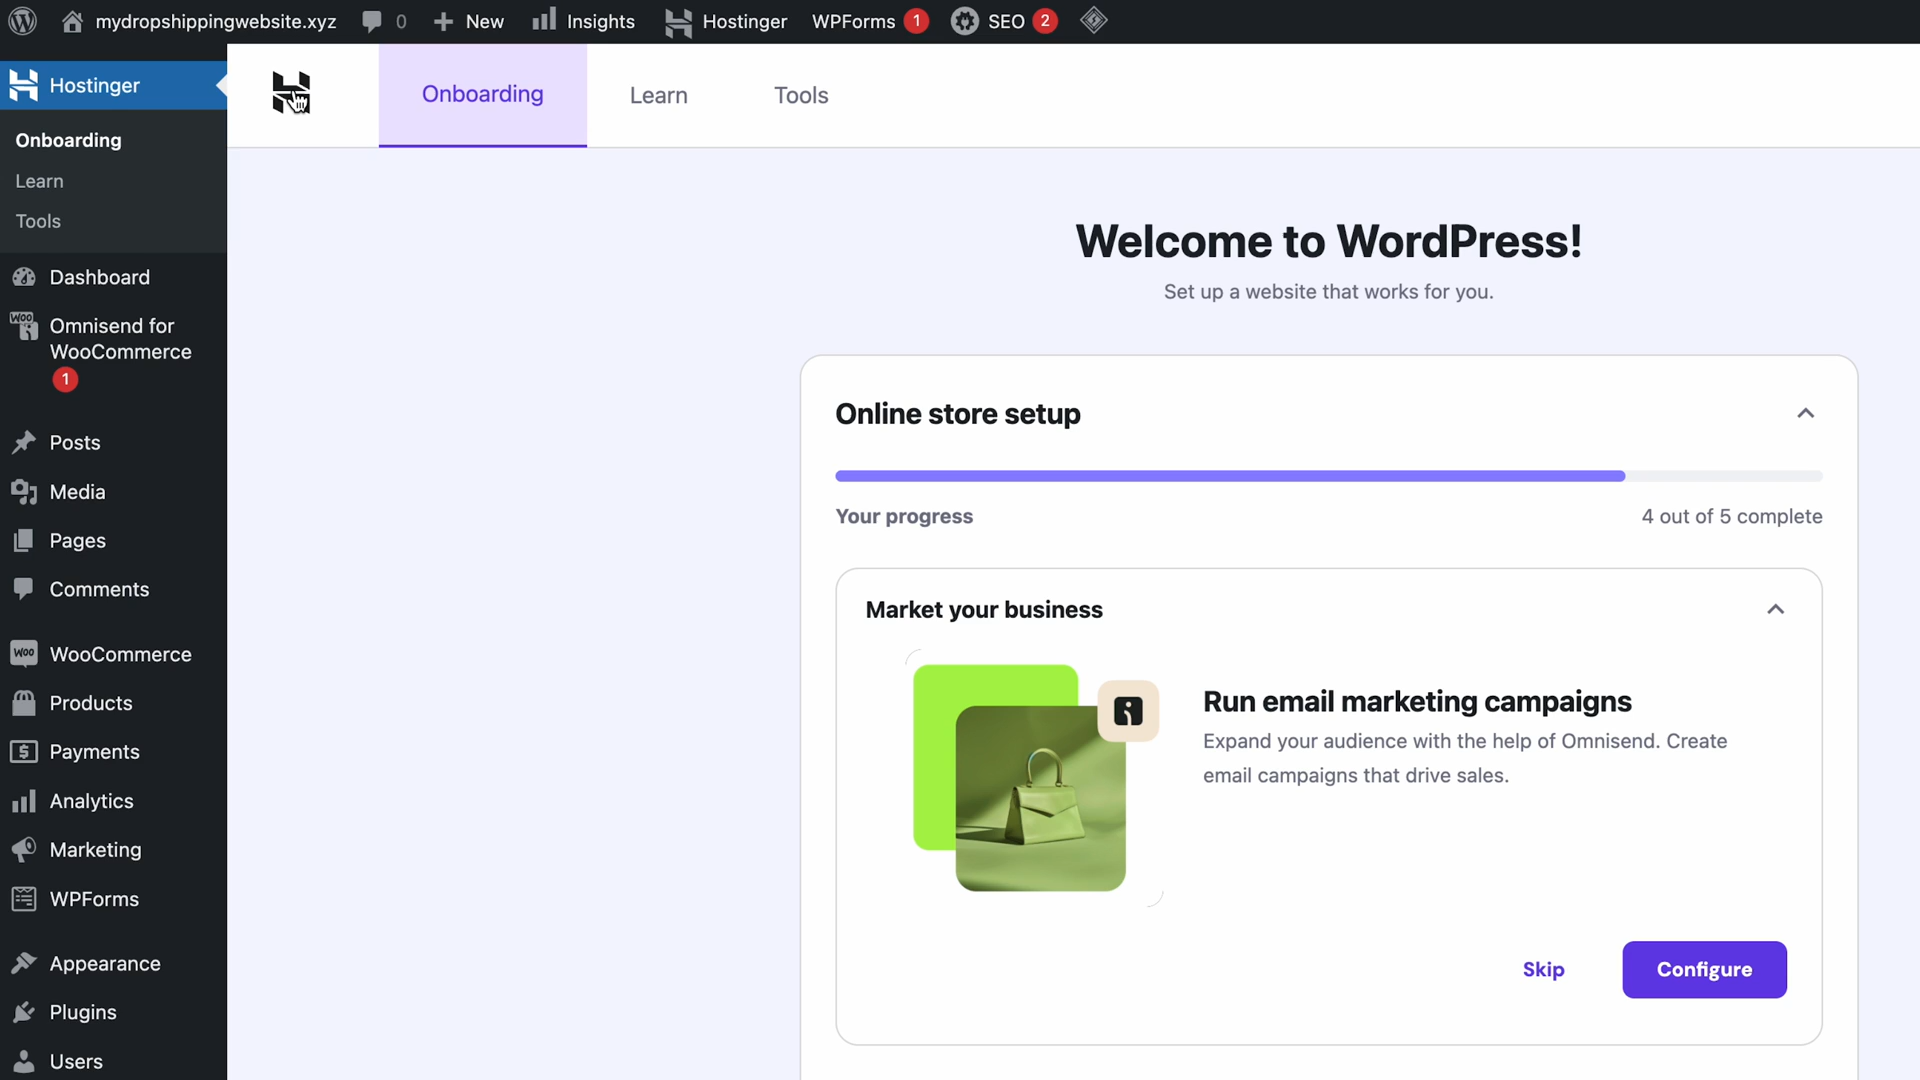 mydropshippingwebsite.xyz 0 New Insights Hostinger WPForms 1 SEO 2
Hostinger
Onboarding
Learn
Tools
Dashboard
WOO
Omnisend for
WooCommerce
1
Posts
Media
Pages
Comments
Woo
WooCommerce
Products
Payments
Analytics
Marketing
WPForms
Appearance
Plugins
Users
Onboarding Learn Tools
Welcome to WordPress!
Set up a website that works for you.
Online store setup
Your progress 4 out of 5 complete
Market your business
Run email marketing campaigns
Expand your audience with the help of Omnisend. Create
email campaigns that drive sales.
Skip Configure